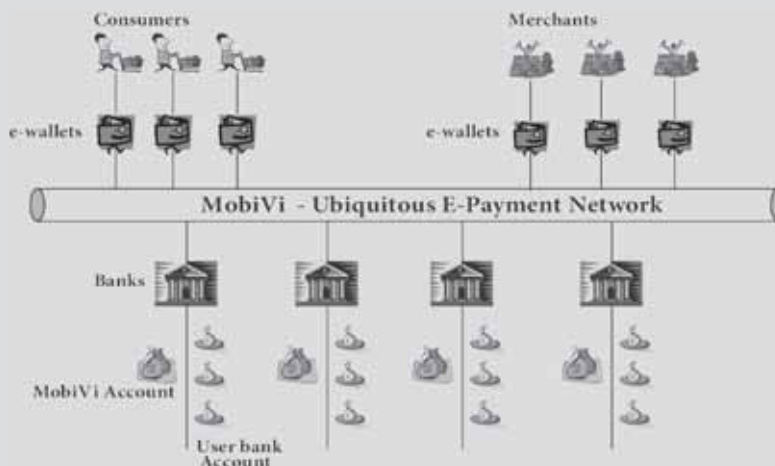 Consumers
Merchants
e-wallets
e-wallets
MobiVi - Ubiquitous E-Payment Network
Banks
MobiVi Account
User bank
Account